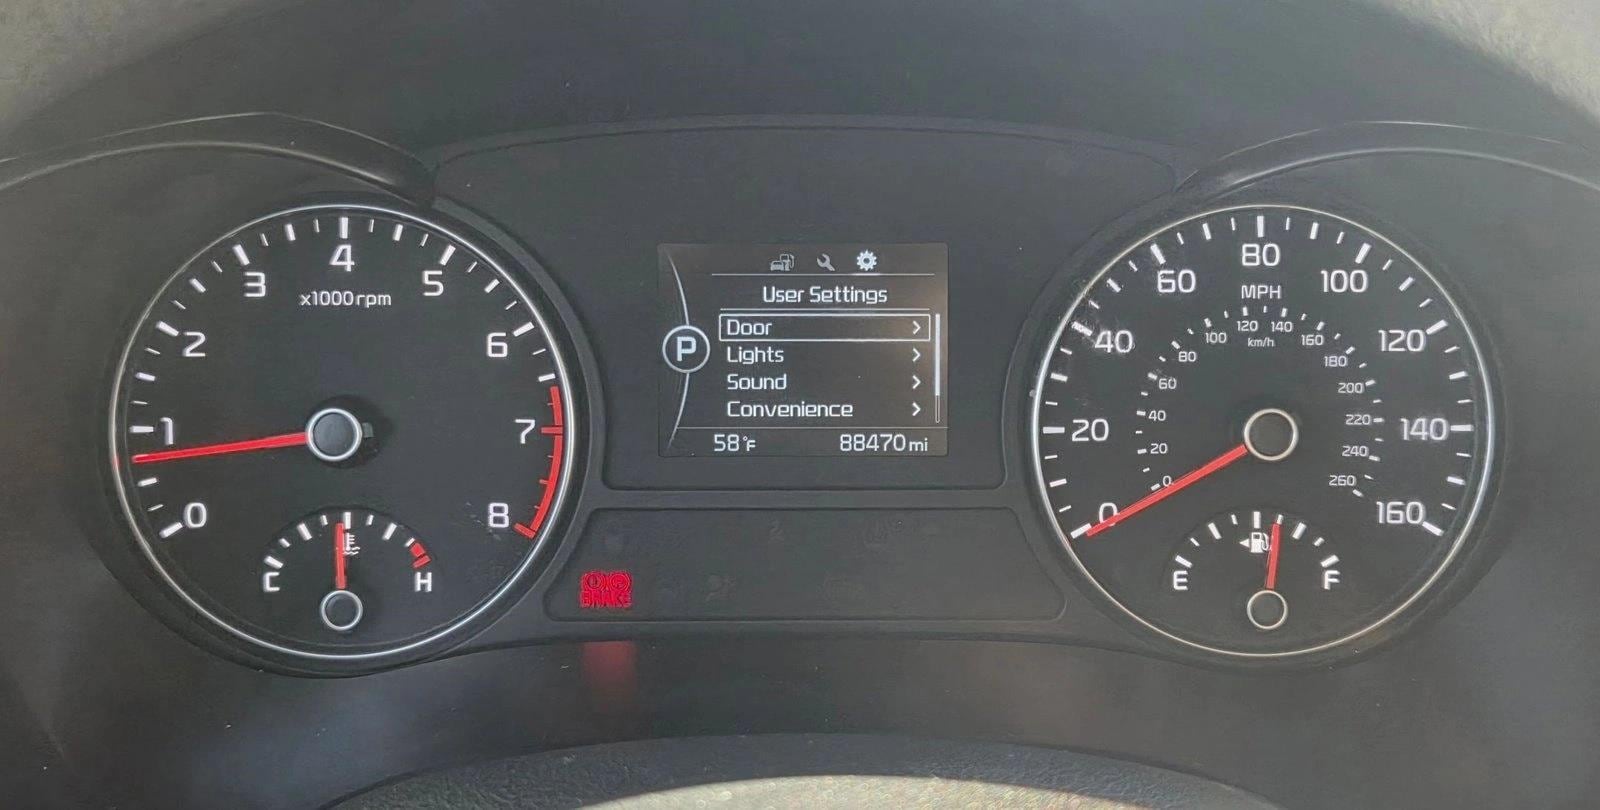 0
1
2
3
4
5
6
7
8
x1000rpm
C
H
User Settings
P
Door
Lights
Sound
Convenience
58°F
88470 mi
BRAKE
0
20
40
60
80
100
120
140
160
MPH
0
20
40
60
80
100
120
140
160
180
200
220
240
260
km/h
E
F